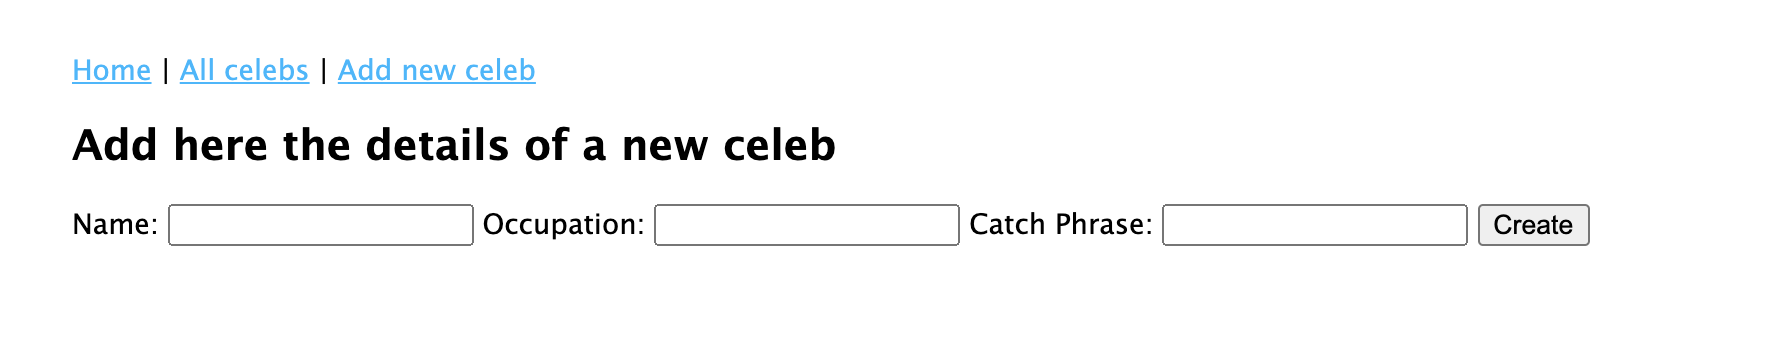 Home | All celebs | Add new celeb
Add here the details of a new celeb
Name: Occupation: Catch Phrase: Create